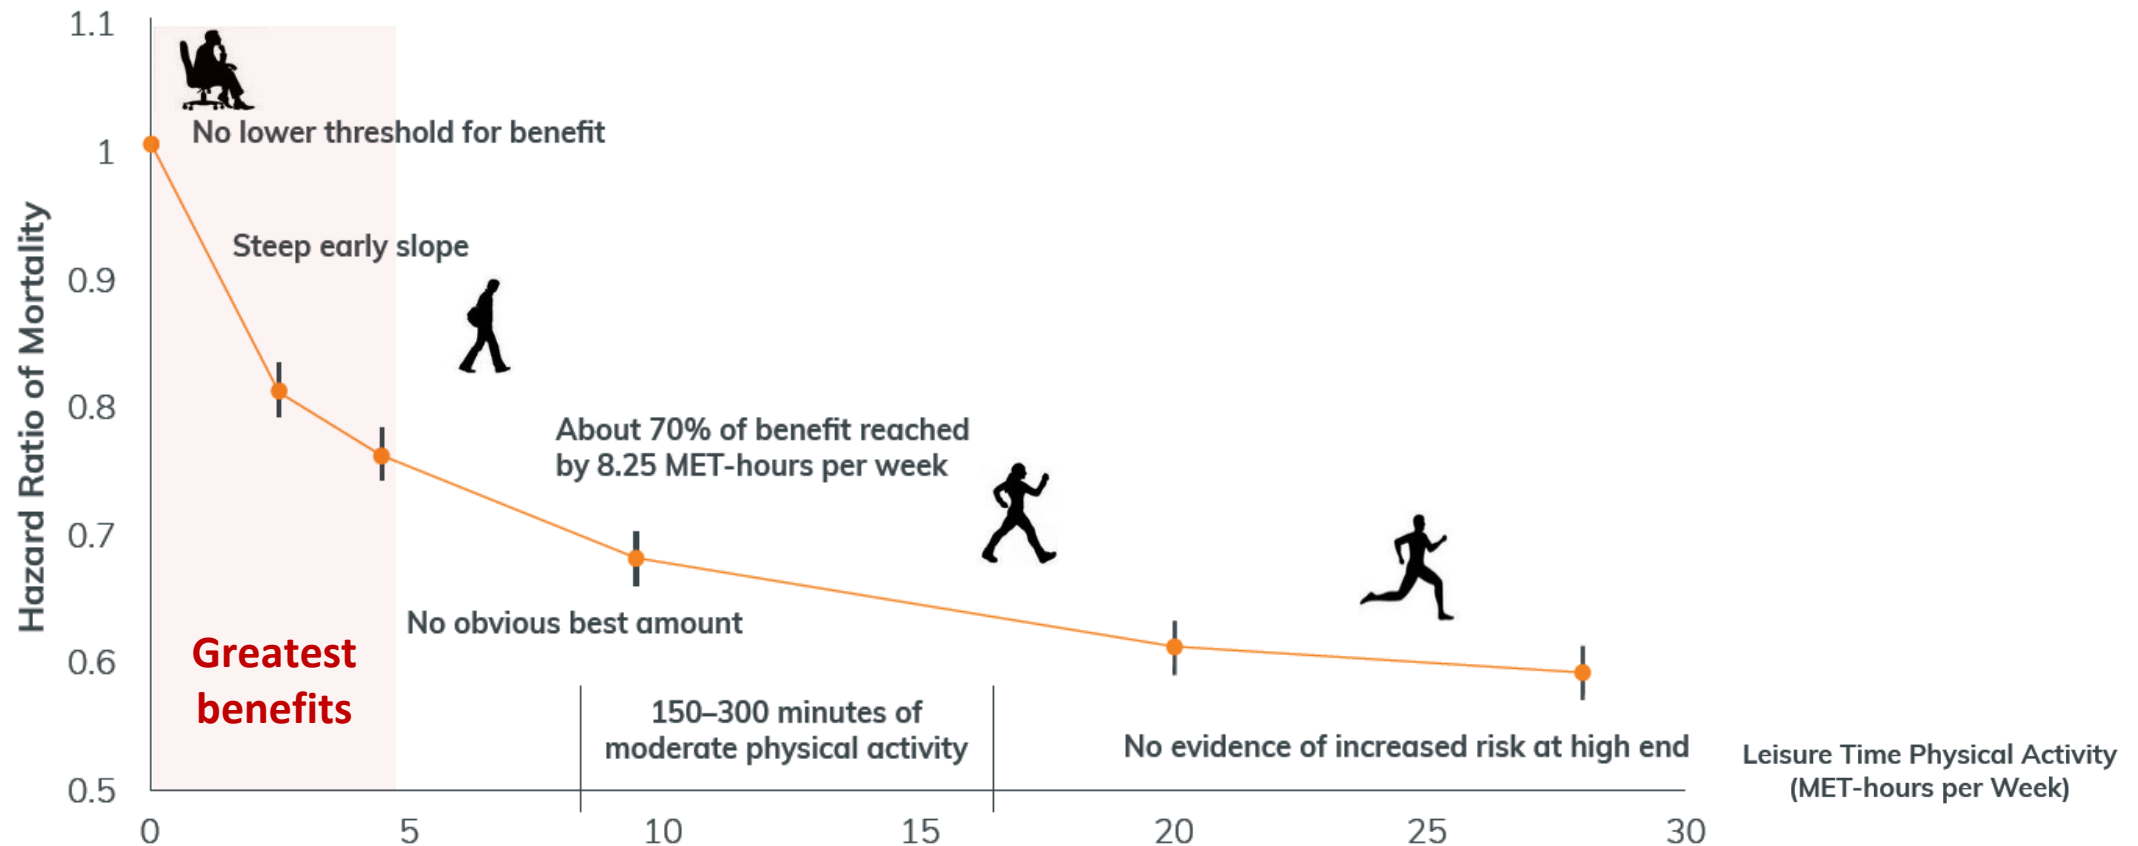 1.1
1
0.9
0.8
0.7
0.6
0.5
Hazard Ratio of Mortality
No lower threshold for benefit
Steep early slope
About 70% of benefit reached
by 8.25 MET-hours per week
No obvious best amount
Greatest
benefits
150–300 minutes of
moderate physical activity
No evidence of increased risk at high end
Leisure Time Physical Activity
(MET-hours per Week)
0
5
10
15
20
25
30